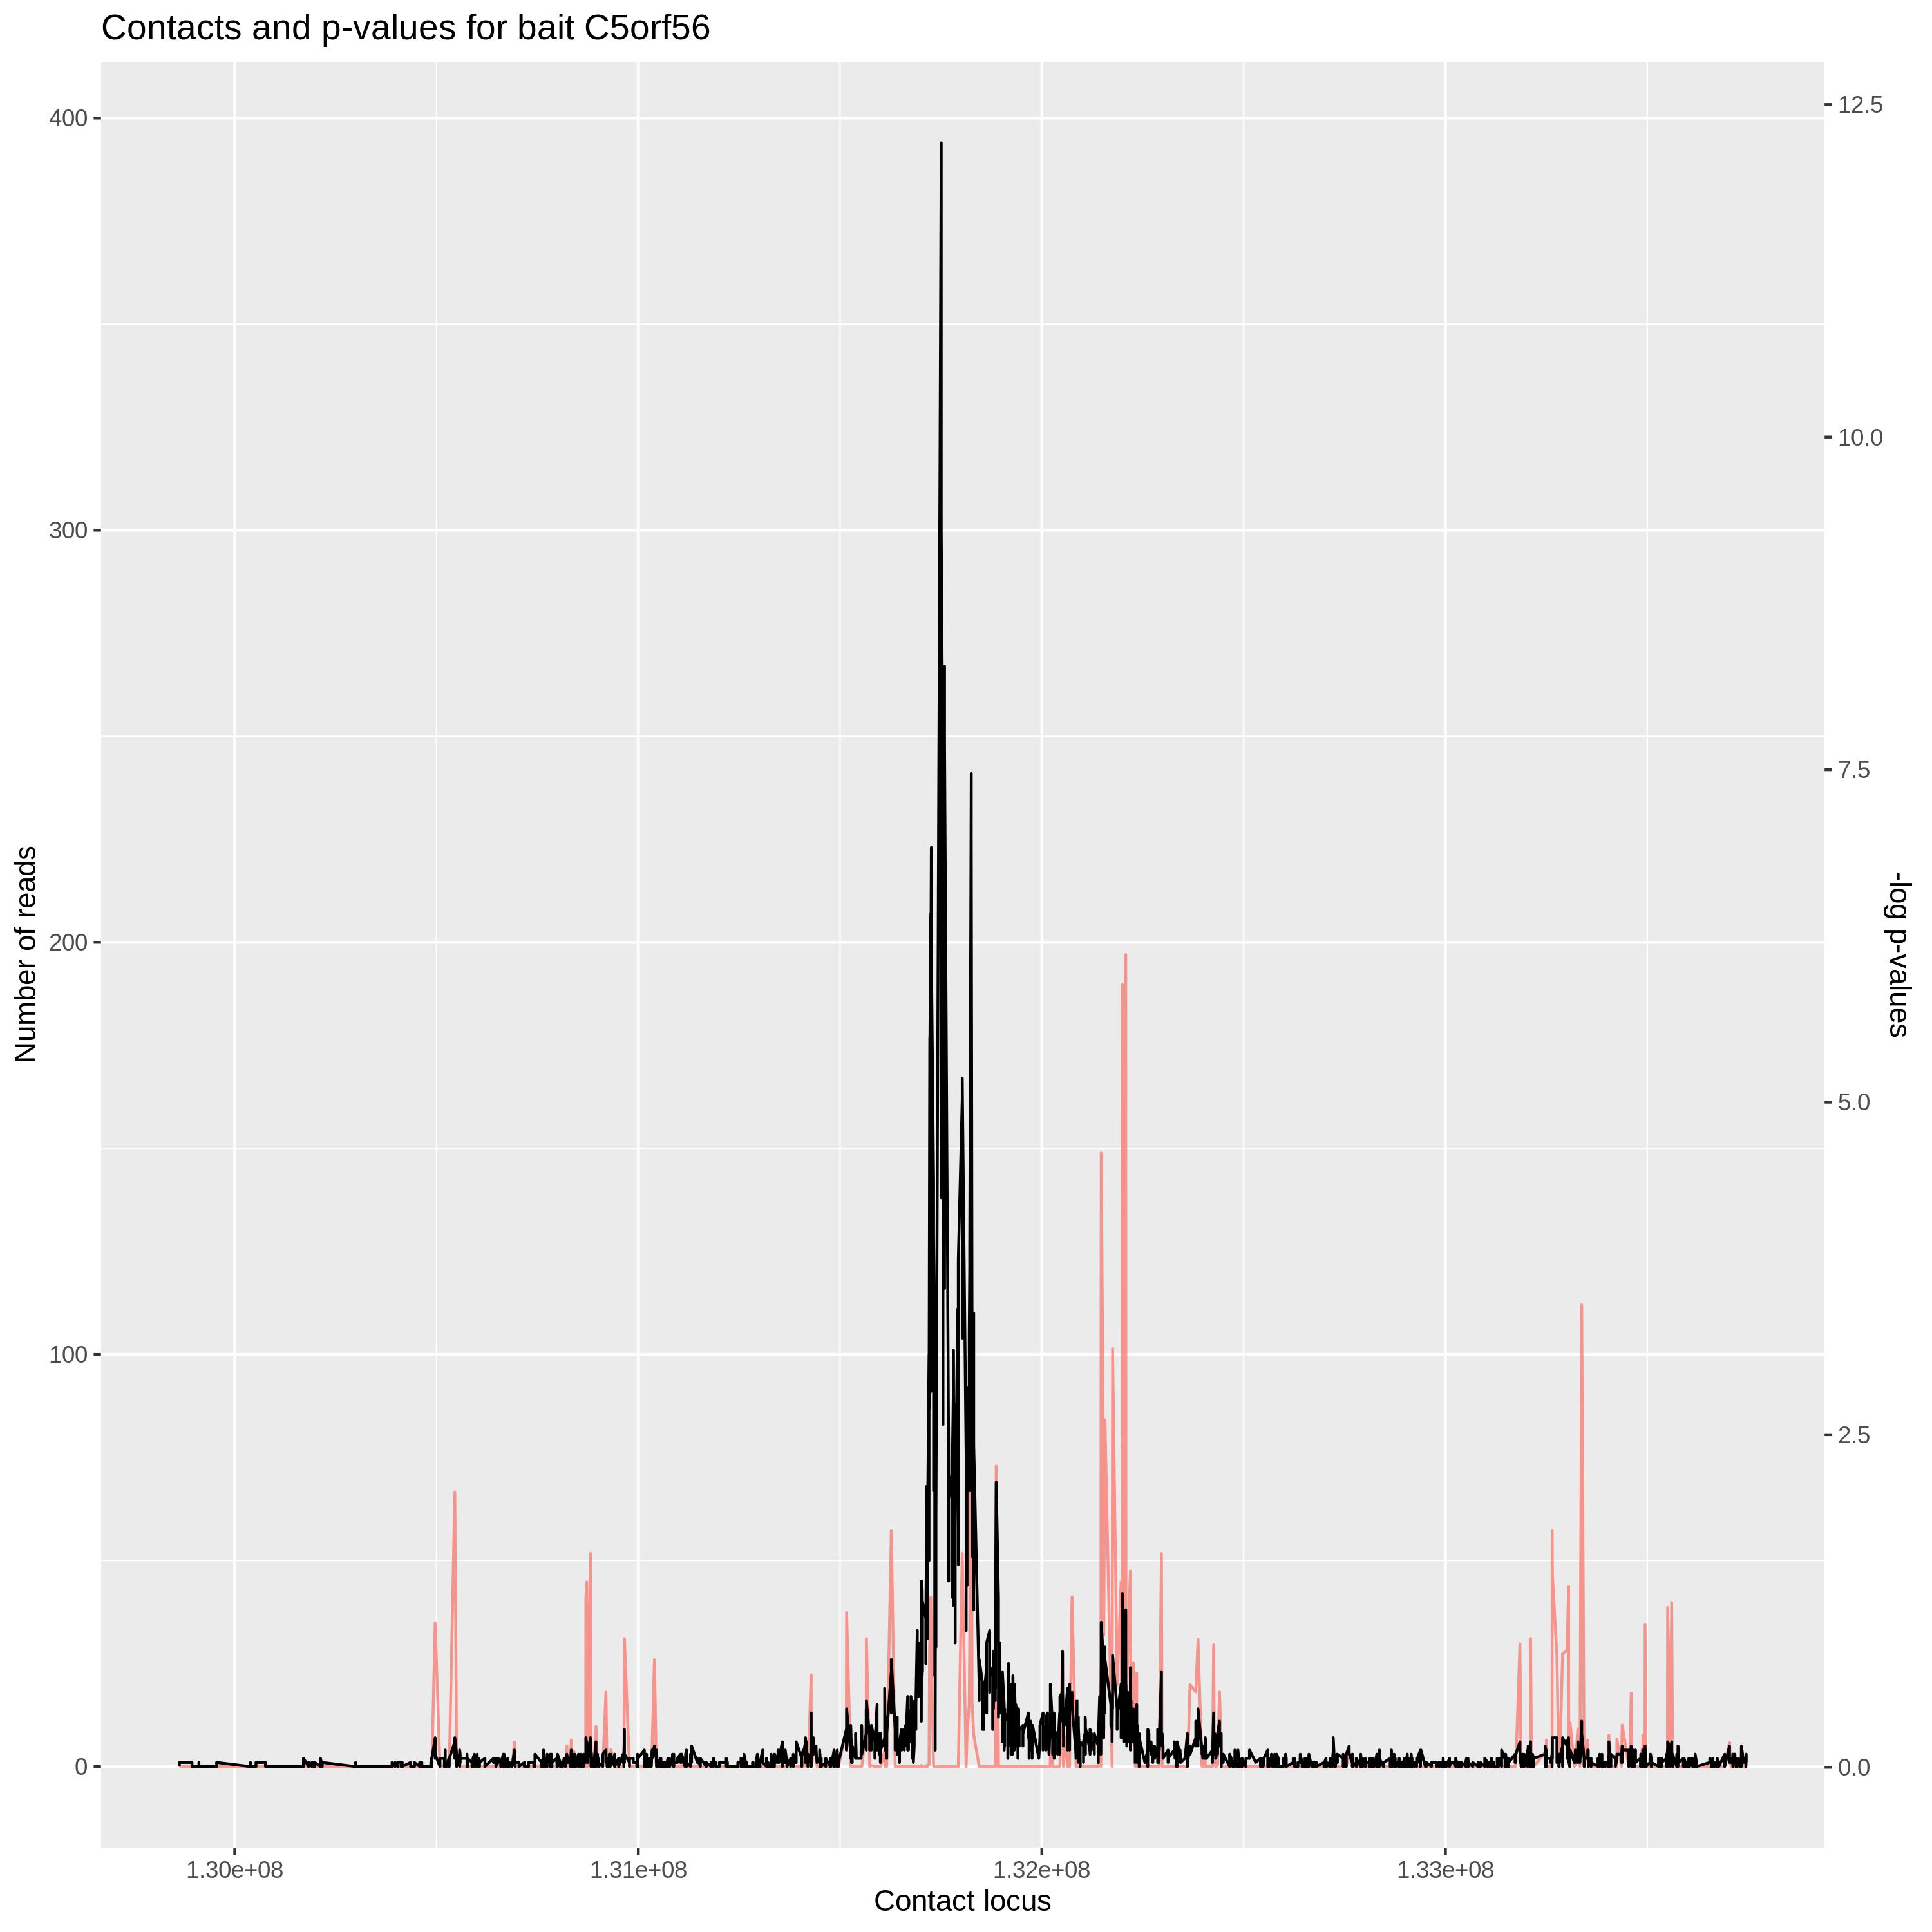 Contacts and p-values for bait C5orf56
400
300
200
100
0
Number of reads
12.5
10.0
7.5
5.0
2.5
0.0
-log p-values
1.30e+08
1.31e+08
1.32e+08
1.33e+08
Contact locus